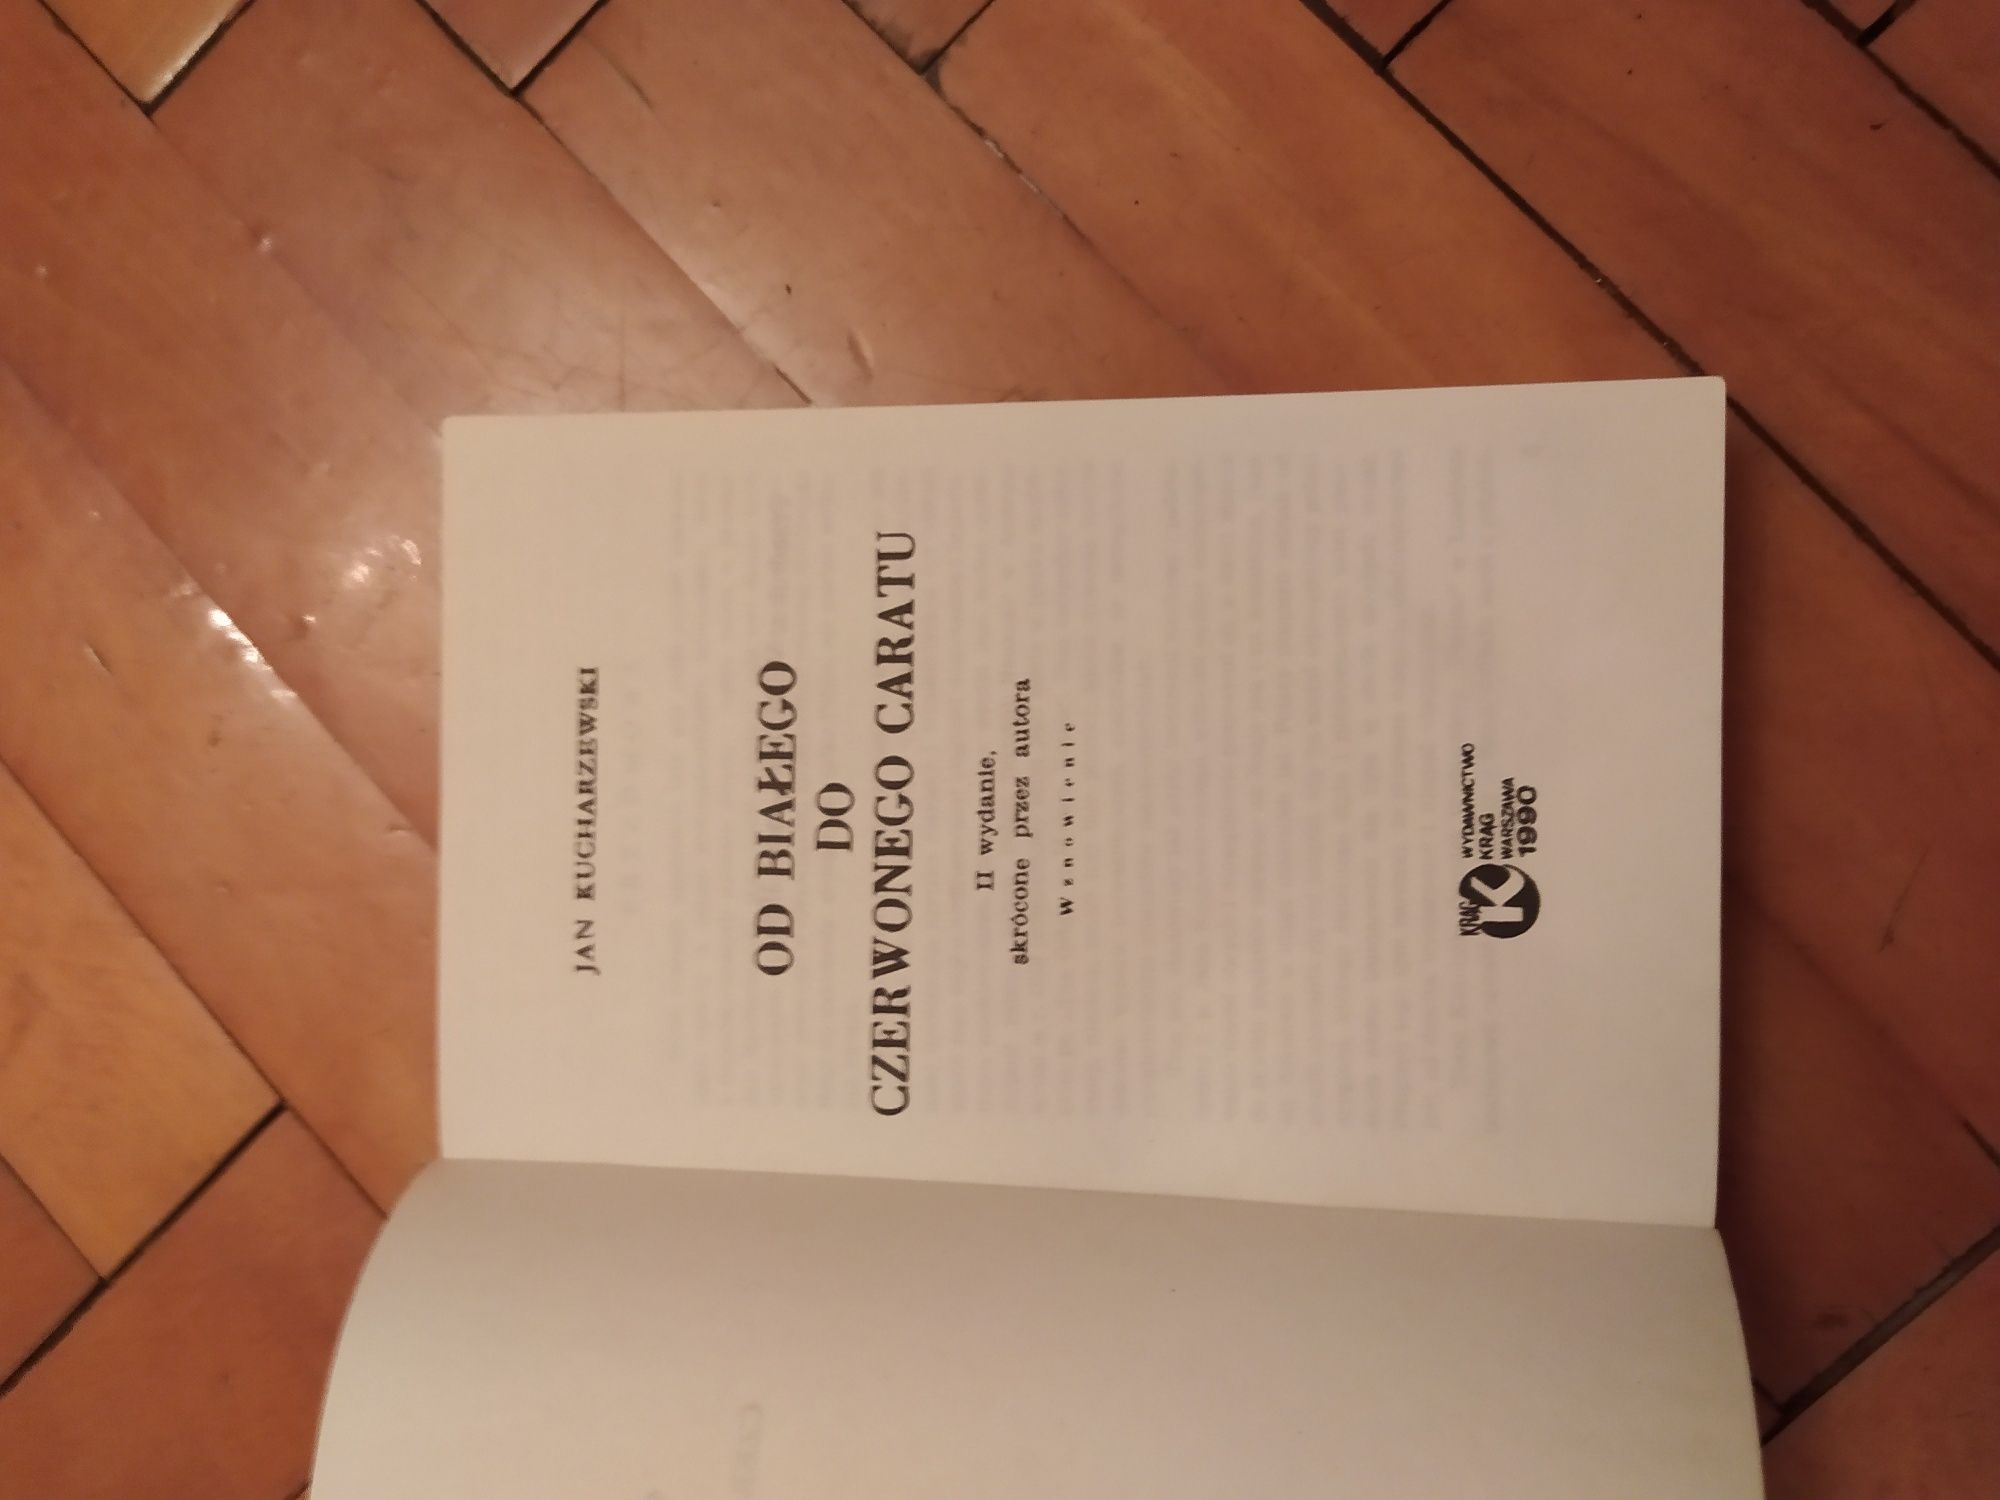 JAN KUCHARZEWSKI
OD BIAŁEGO
DO
CZERWONEGO CARATU
II wydanie,
skrócone przez autora
Wznowienie
KRĄG
K
WYDAWNICTWO
KRĄG
WARSZAWA
1990